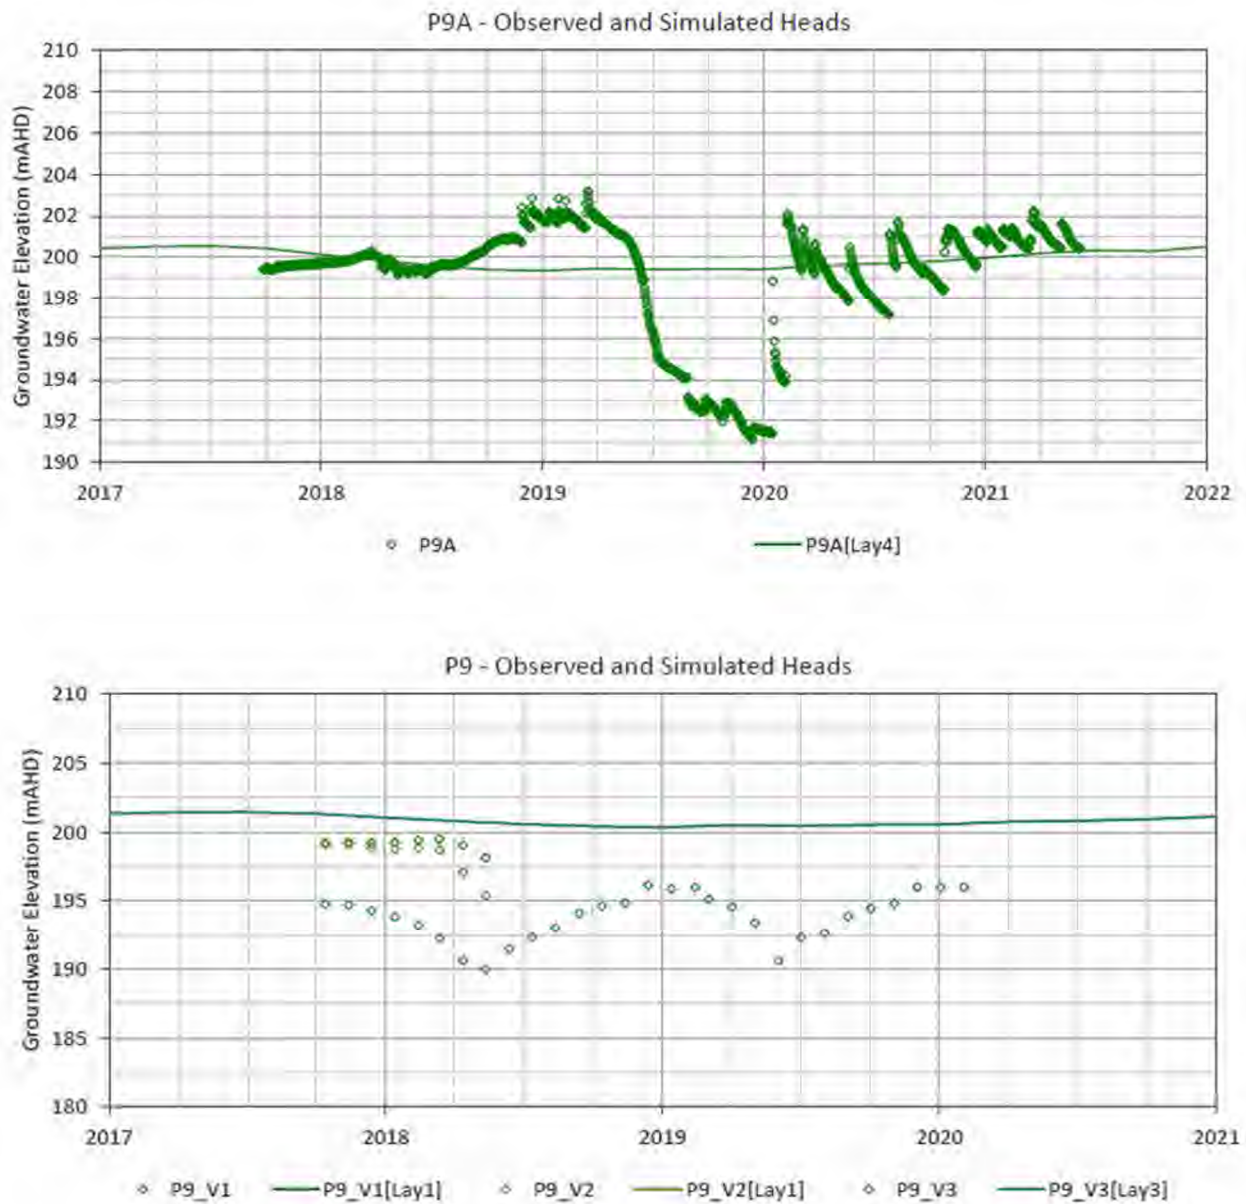 P9A - Observed and Simulated Heads
Groundwater Elevation (mAHD)
210
208
206
204
202
200
198
196
194
192
190
2017 2018 2019 2020 2021 2022
P9A P9A[Lay4]
P9 - Observed and Simulated Heads
Groundwater Elevation (mAHD)
210
205
200
195
190
185
180
2017 2018 2019 2020 2021
P9_V1 P9_V1[Lay1] P9_V2 P9_V2[Lay1] P9_V3 P9_V3[Lay3]